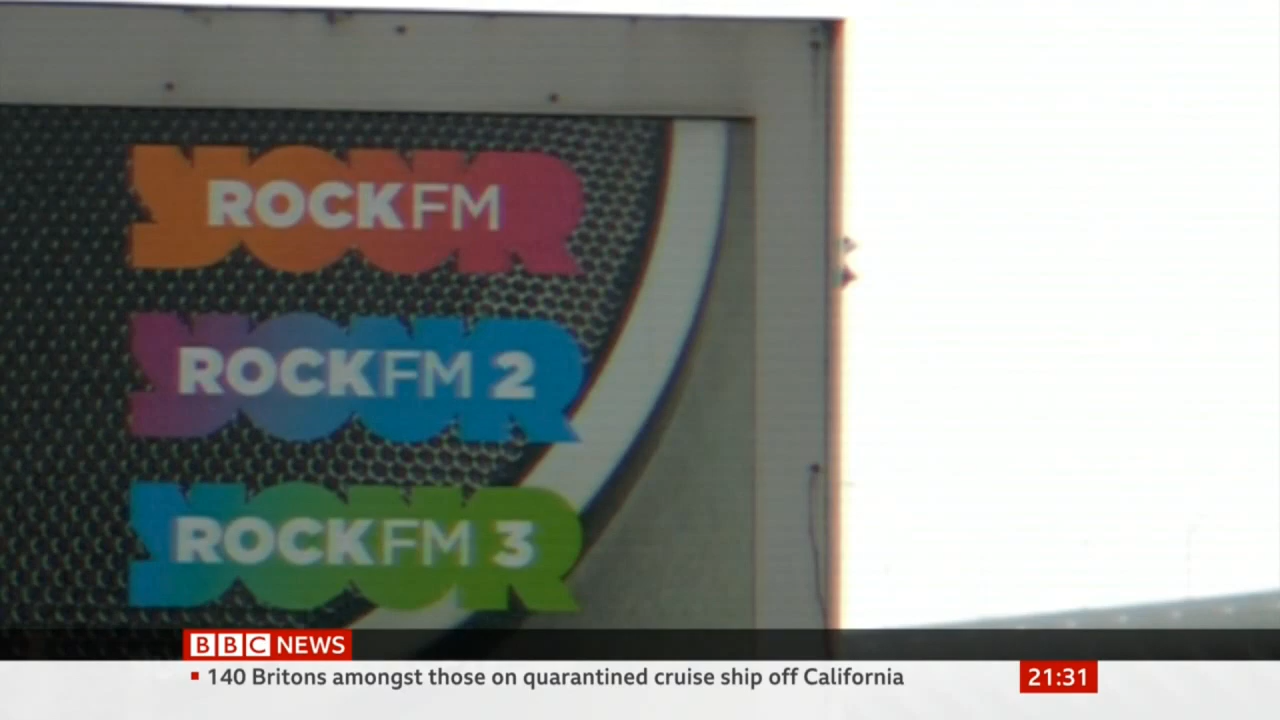 ROCKFM
ROCKFM 2
ROCKFM 3
BBC NEWS
140 Britons amongst those on quarantined cruise ship off California
21:31